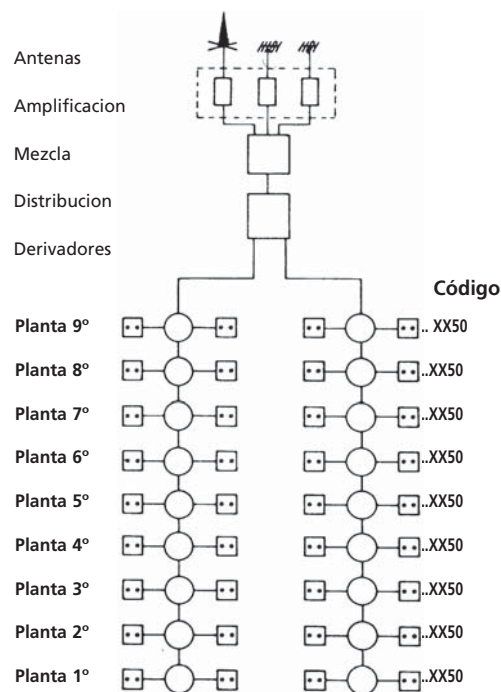 Antenas
Amplificacion
Mezcla
Distribucion
Derivadores
Código
Planta 9º .. XX50
Planta 8º ..XX50
Planta 7º ..XX50
Planta 6º ..XX50
Planta 5º ..XX50
Planta 4º ..XX50
Planta 3º ..XX50
Planta 2º ..XX50
Planta 1º ..XX50